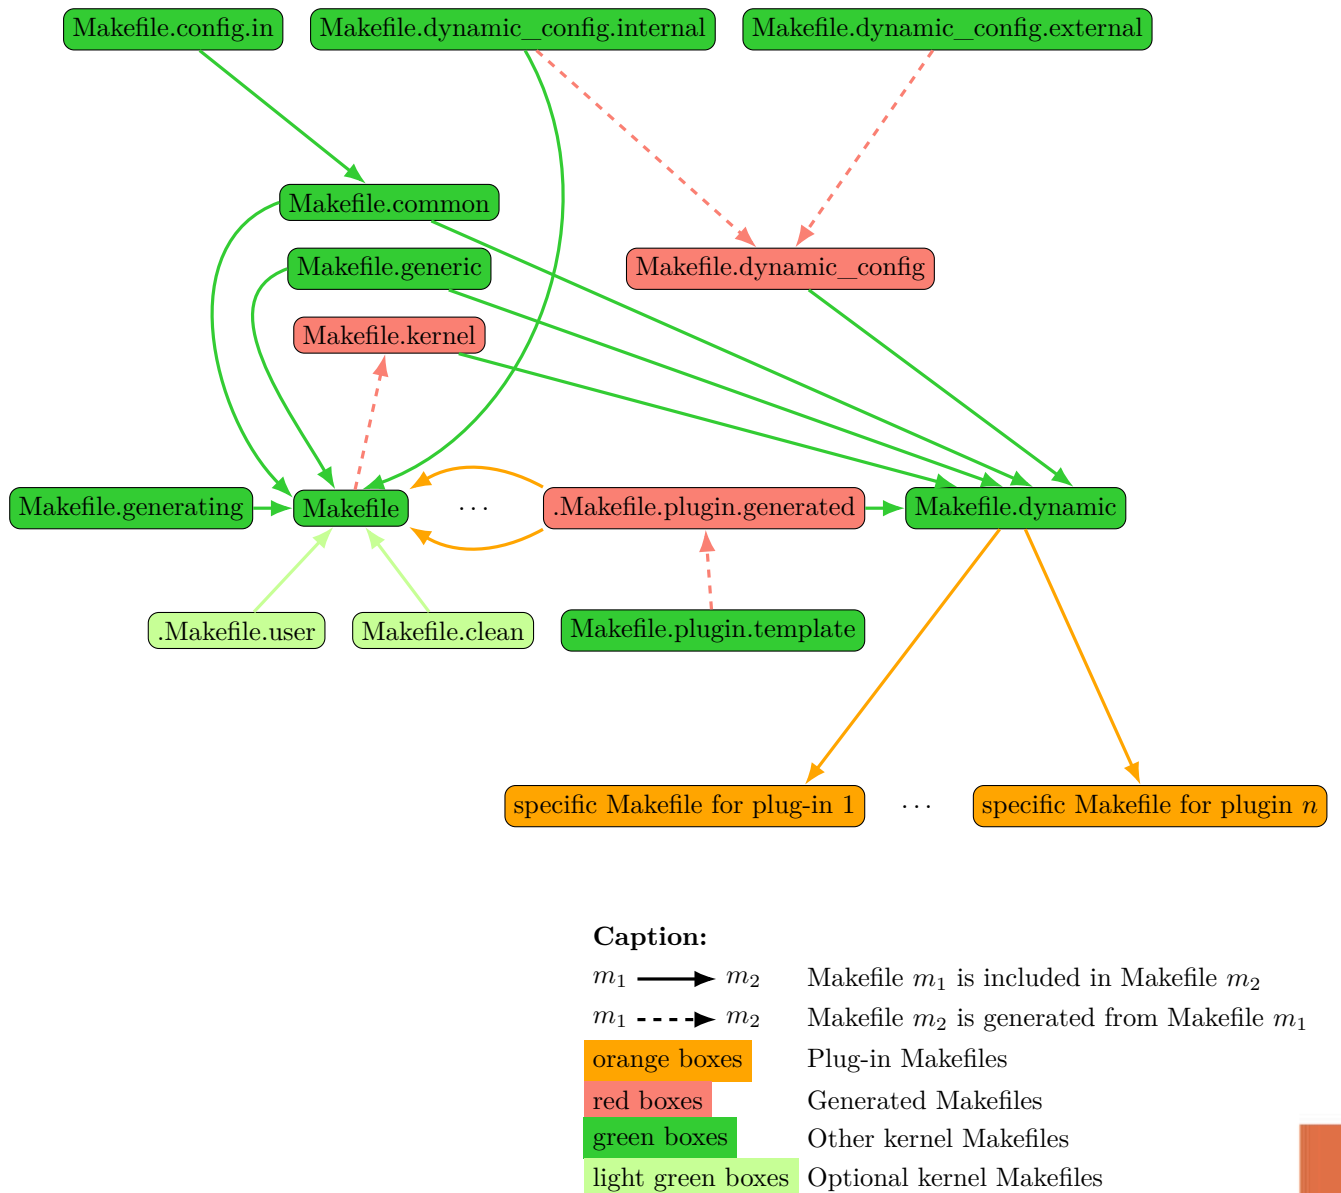 Makefile.config.in
Makefile.dynamic_config.internal
Makefile.dynamic_config.external
Makefile.common
Makefile.generic
Makefile.dynamic_config
Makefile.kernel
Makefile.generating
Makefile
···
.Makefile.plugin.generated
Makefile.dynamic
.Makefile.user
Makefile.clean
Makefile.plugin.template
specific Makefile for plug-in 1
···
specific Makefile for plugin n
Caption:
m₁ m₂ Makefile m₁ is included in Makefile m₂
m₁ m₂ Makefile m₂ is generated from Makefile m₁
orange boxes Plug-in Makefiles
red boxes Generated Makefiles
green boxes Other kernel Makefiles
light green boxes Optional kernel Makefiles